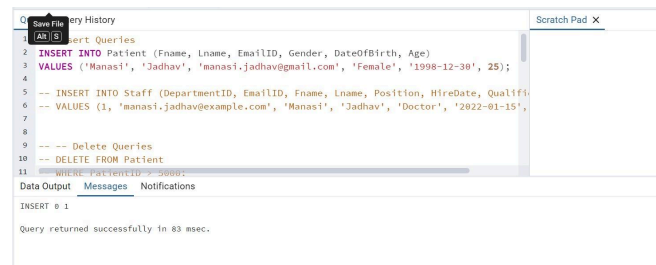 Q ery History
Scratch Pad X
Save File
Alt S
1 sert Queries
2 INSERT INTO Patient (Fname, Lname, EmailID, Gender, DateOfBirth, Age)
3 VALUES ('Manasi', 'Jadhav', 'manasi.jadhav@gmail.com', 'Female', '1998-12-30', 25);
4
5 -- INSERT INTO Staff (DepartmentID, EmailID, Fname, Lname, Position, HireDate, Qualifi
6 -- VALUES (1, 'manasi.jadhav@example.com', 'Manasi', 'Jadhav', 'Doctor', '2022-01-15',
7
8
9 -- -- Delete Queries
10 -- DELETE FROM Patient
11 WHERE PatientID > 5000;
Data Output Messages Notifications
INSERT 0 1
Query returned successfully in 83 msec.